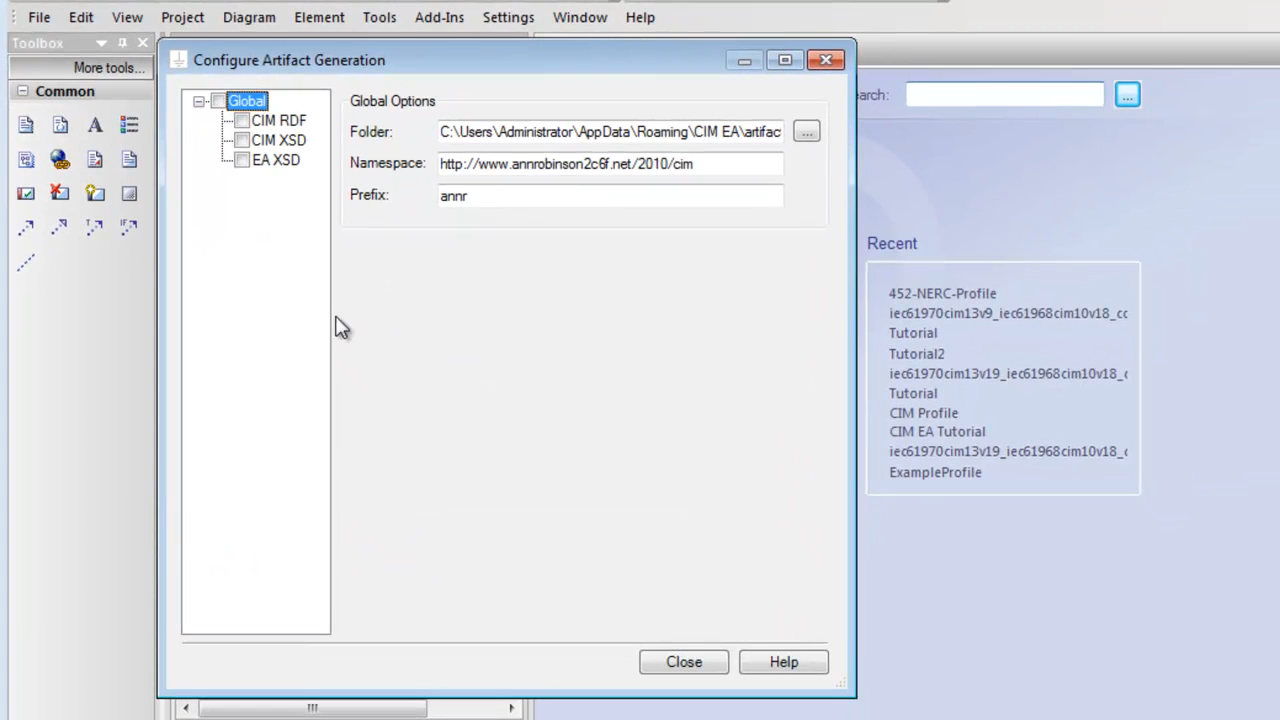 File Edit View Project Diagram Element Tools Add-Ins Settings Window Help
Toolbox
More tools...
Common
Configure Artifact Generation
Global
CIM RDF
CIM XSD
EA XSD
Global Options
Folder: C:\Users\Administrator\AppData\Roaming\CIM EA\artifac
...
Namespace: http://www.annrobinson2c6f.net/2010/cim
Prefix: annr
Close
Help
earch:
...
Recent
452-NERC-Profile
iec61970cim13v9_iec61968cim10v18_cc
Tutorial
Tutorial2
iec61970cim13v19_iec61968cim10v18_c
Tutorial
CIM Profile
CIM EA Tutorial
iec61970cim13v19_iec61968cim10v18_c
ExampleProfile